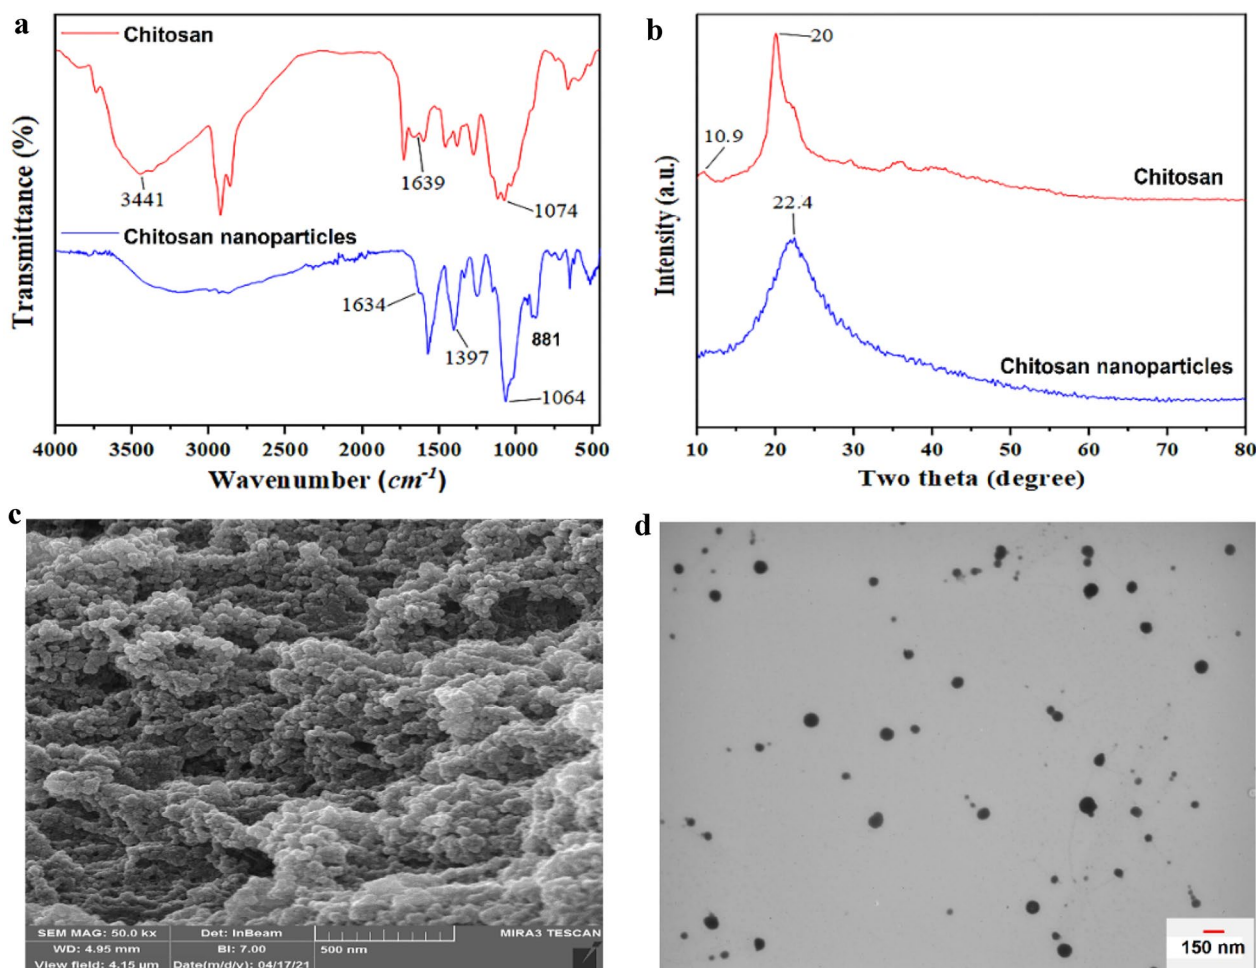 a
Chitosan
3441
1639
1074
Chitosan nanoparticles
1634
1397
881
1064
Transmittance (%)
4000 3500 3000 2500 2000 1500 1000 500
Wavenumber (cm-1)
b
20
10.9
Chitosan
22.4
Chitosan nanoparticles
Intensity (a.u.)
10 20 30 40 50 60 70 80
Two theta (degree)
c
SEM MAG: 50.0 kx Det: InBeam MIRA3 TESCAN
WD: 4.95 mm BI: 7.00 500 nm
View field: 4.15 µm Date(m/d/y): 04/17/21
d
150 nm